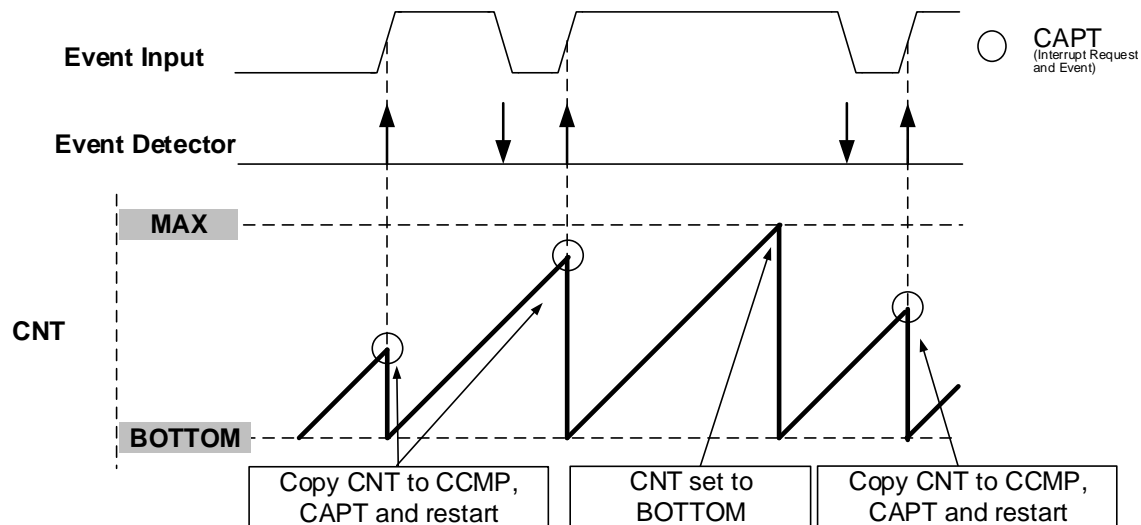 Event Input
CAPT
(Interrupt Request
and Event)
Event Detector
MAX
CNT
BOTTOM
Copy CNT to CCMP,
CAPT and restart
CNT set to
BOTTOM
Copy CNT to CCMP,
CAPT and restart